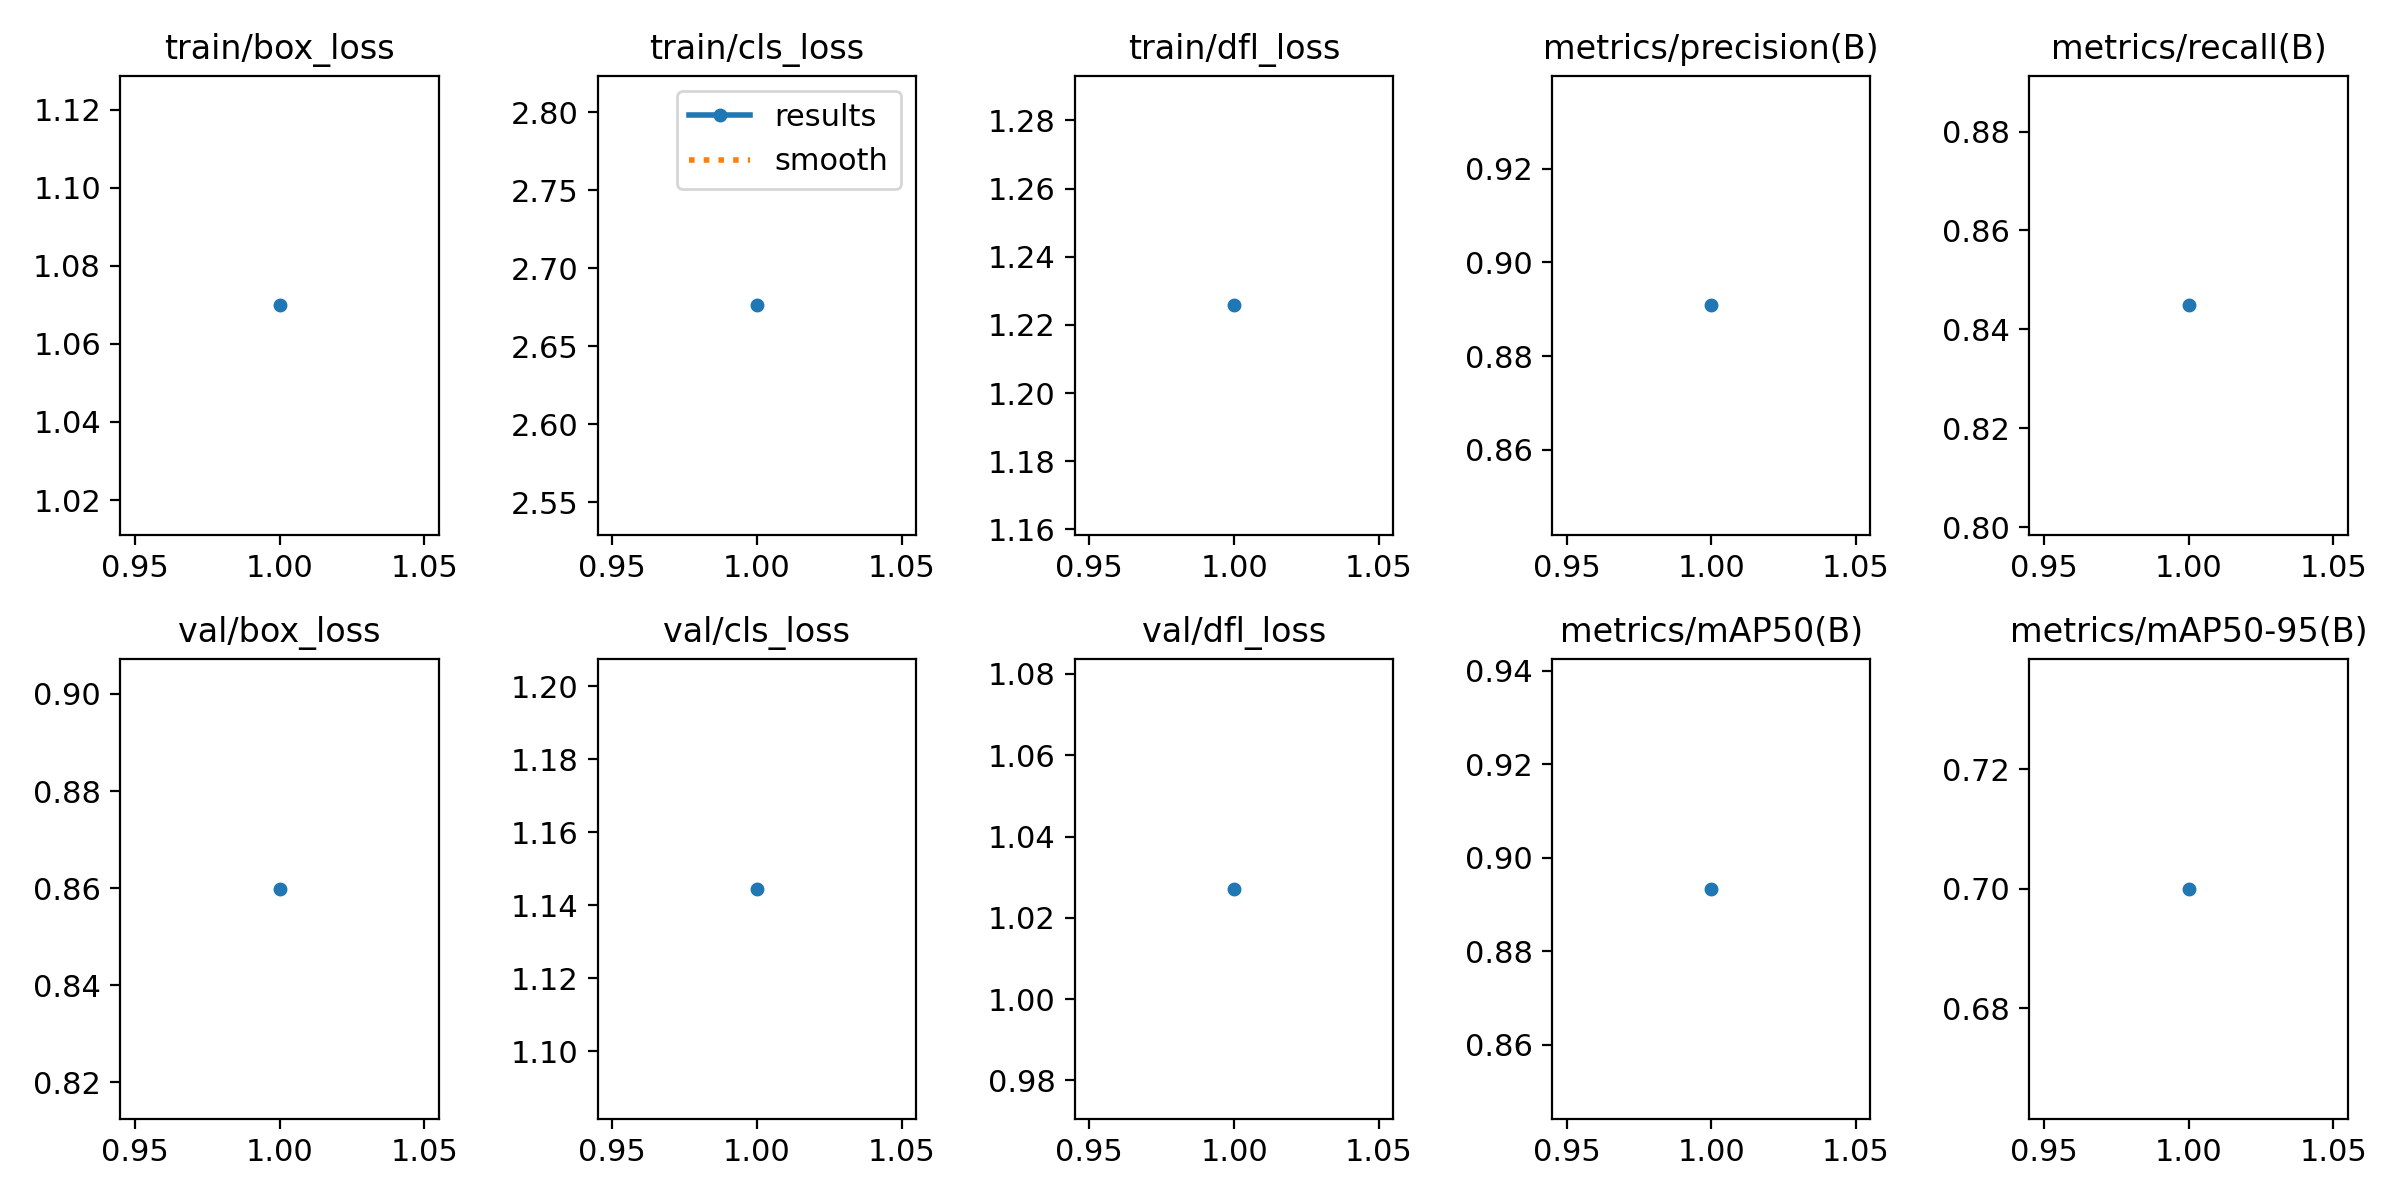 train/box_loss
1.12
1.10
1.08
1.06
1.04
1.02
0.95 1.00 1.05
train/cls_loss
results
smooth
2.80
2.75
2.70
2.65
2.60
2.55
0.95 1.00 1.05
train/dfl_loss
1.28
1.26
1.24
1.22
1.20
1.18
1.16
0.95 1.00 1.05
metrics/precision(B)
0.92
0.90
0.88
0.86
0.95 1.00 1.05
metrics/recall(B)
0.88
0.86
0.84
0.82
0.80
0.95 1.00 1.05
val/box_loss
0.90
0.88
0.86
0.84
0.82
0.95 1.00 1.05
val/cls_loss
1.20
1.18
1.16
1.14
1.12
1.10
0.95 1.00 1.05
val/dfl_loss
1.08
1.06
1.04
1.02
1.00
0.98
0.95 1.00 1.05
metrics/mAP50(B)
0.94
0.92
0.90
0.88
0.86
0.95 1.00 1.05
metrics/mAP50-95(B)
0.72
0.70
0.68
0.95 1.00 1.05